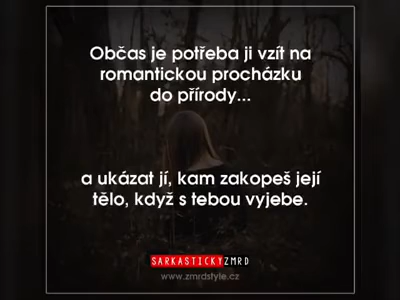 Občas je potřeba ji vzít na
romantickou procházku
do přírody...
a ukázat jí, kam zakopeš její
tělo, když s tebou vyjebe.
SARKASTICKYZMRD
www.zmrdstyle.cz